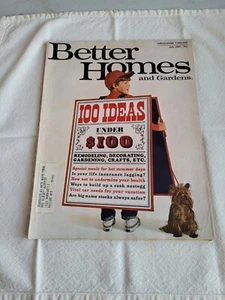 Better
Homes
and Gardens.
100 IDEAS
UNDER
$100
REMODELING, DECORATING,
GARDENING, CRAFTS, ETC.
Special meals for hot summer days
Is your life insurance lagging?
How not to undermine your health
Ways to build up a cash nestegg
Vital car needs for your vacation
Are big name stocks always safer?